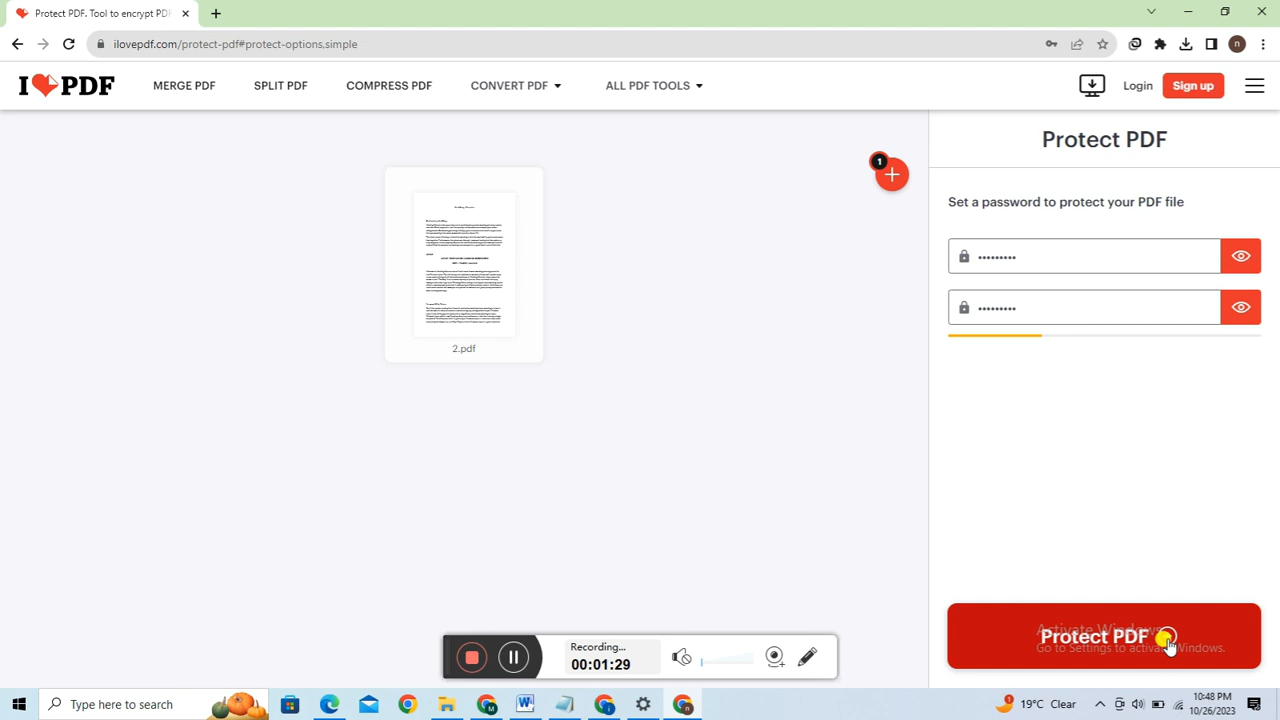 Protect PDF. Tool to encrypt PD
ilovepdf.com/protect-pdf#protect-options,simple
n
I PDF
MERGE PDF
SPLIT PDF
COMPRESS PDF
CONVERT PDF
ALL PDF TOOLS
Login
Sign up
1
2.pdf
Protect PDF
Set a password to protect your PDF file
•••••••••
•••••••••
Protect PDF
Activate Windows
Go to Settings to activate Windows.
Recording...
00:01:29
Type here to search
1
19°C Clear
10:48 PM
10/26/2023